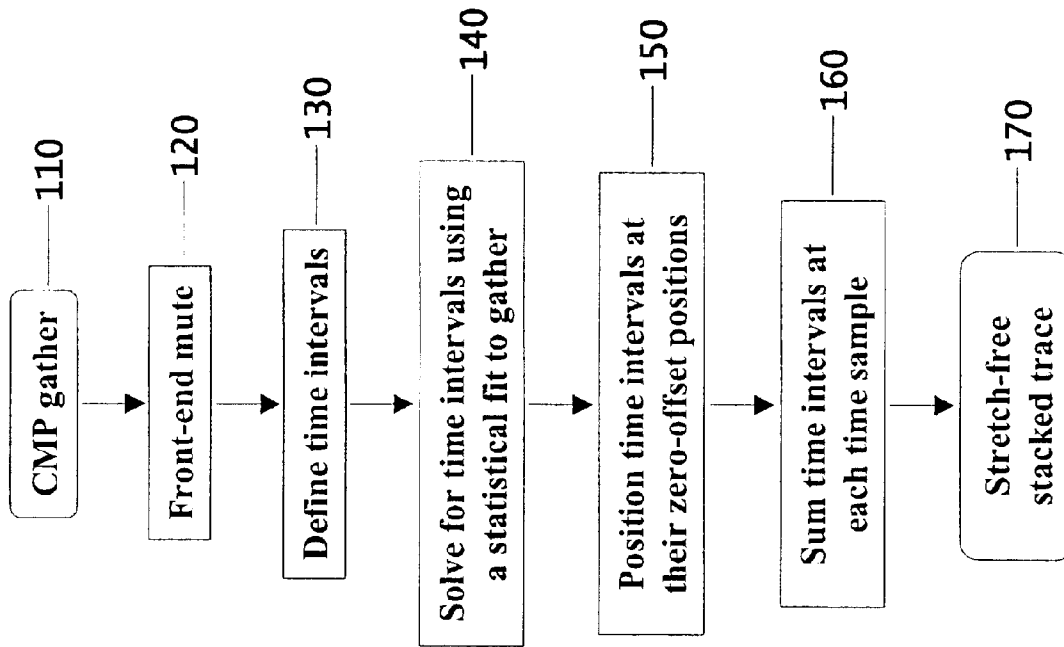 CMP gather
110
Front-end mute
120
Define time intervals
130
Solve for time intervals using
a statistical fit to gather
140
Position time intervals at
their zero-offset positions
150
Sum time intervals at
each time sample
160
Stretch-free
stacked trace
170